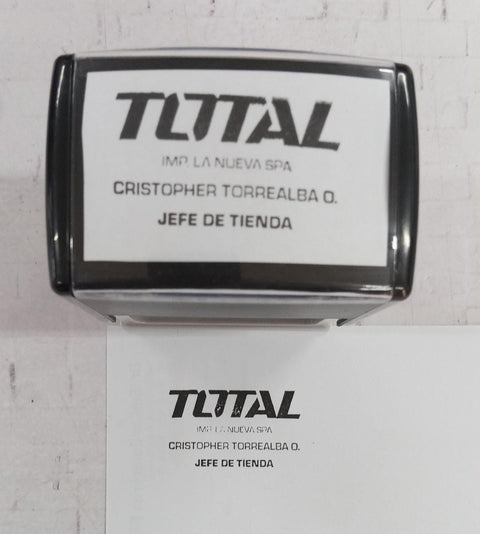 TOTAL
IMP. LA NUEVA SPA
CRISTOPHER TORREALBA O.
JEFE DE TIENDA
TOTAL
IMP. LA NUEVA SPA
CRISTOPHER TORREALBA O.
JEFE DE TIENDA